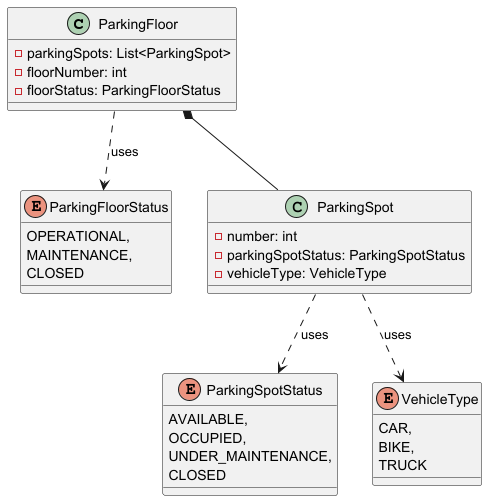 C ParkingFloor
parkingSpots: List<ParkingSpot>
floorNumber: int
floorStatus: ParkingFloorStatus
uses
E ParkingFloorStatus
OPERATIONAL,
MAINTENANCE,
CLOSED
C ParkingSpot
number: int
parkingSpotStatus: ParkingSpotStatus
vehicleType: VehicleType
uses
uses
E ParkingSpotStatus
AVAILABLE,
OCCUPIED,
UNDER_MAINTENANCE,
CLOSED
E VehicleType
CAR,
BIKE,
TRUCK